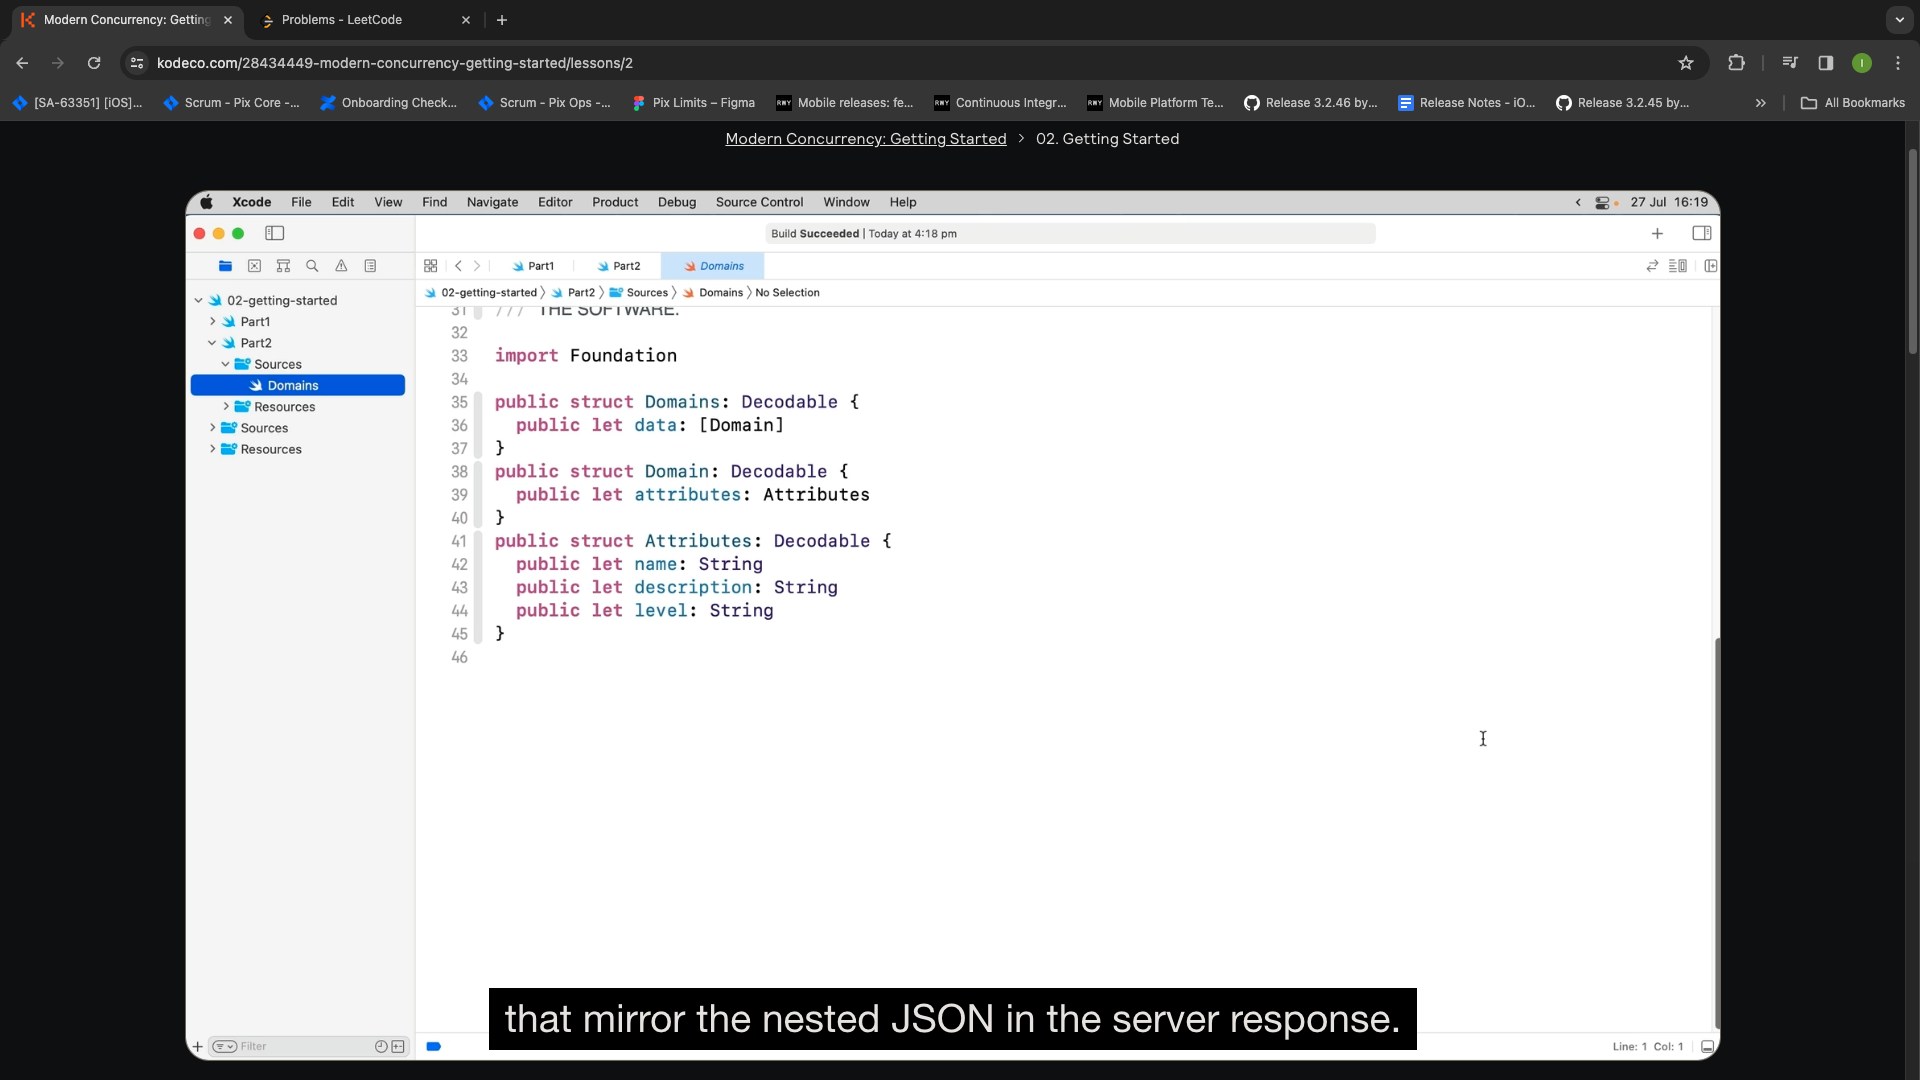 Modern Concurrency: Getting
Problems - LeetCode
kodeco.com/28434449-modern-concurrency-getting-started/lessons/2
I
[SA-63351] [iOS]...
Scrum - Pix Core -...
Onboarding Check...
Scrum - Pix Ops -...
Pix Limits – Figma
RWY Mobile releases: fe...
RWY Continuous Integr...
RWY Mobile Platform Te...
Release 3.2.46 by...
Release Notes - iO...
Release 3.2.45 by...
All Bookmarks
Modern Concurrency: Getting Started > 02. Getting Started
Xcode File Edit View Find Navigate Editor Product Debug Source Control Window Help
27 Jul 16:19
Build Succeeded | Today at 4:18 pm
Part1 Part2 Domains
02-getting-started Part2 Sources Domains No Selection
02-getting-started
Part1
Part2
Sources
Domains
Resources
Sources
Resources
31 /// THE SOFTWARE.
32
33 import Foundation
34
35 public struct Domains: Decodable {
36 public let data: [Domain]
37 }
38 public struct Domain: Decodable {
39 public let attributes: Attributes
40 }
41 public struct Attributes: Decodable {
42 public let name: String
43 public let description: String
44 public let level: String
45 }
46
that mirror the nested JSON in the server response.
Filter
Line: 1 Col: 1